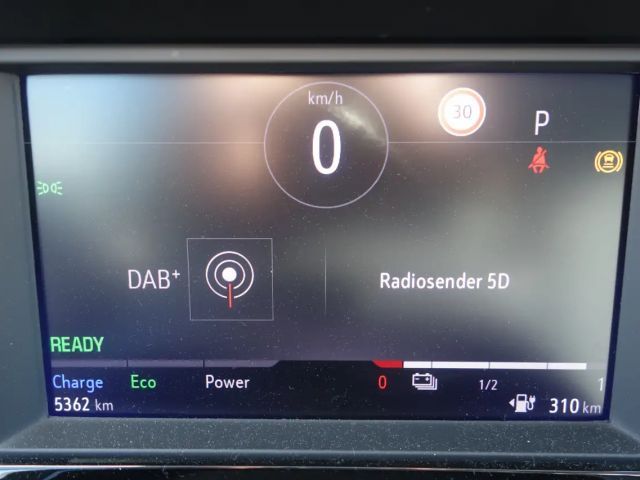 km/h
0
30
P
DAB+
Radiosender 5D
READY
Charge Eco Power
0 1/2 1
5362 km
310 km